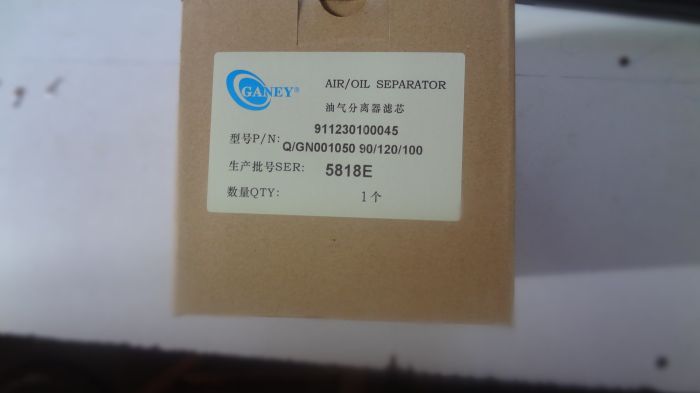 GANEY®
AIR/OIL SEPARATOR
油气分离器滤芯
型号P/N: 911230100045
Q/GN001050 90/120/100
生产批号SER: 5818E
数量QTY: 1个